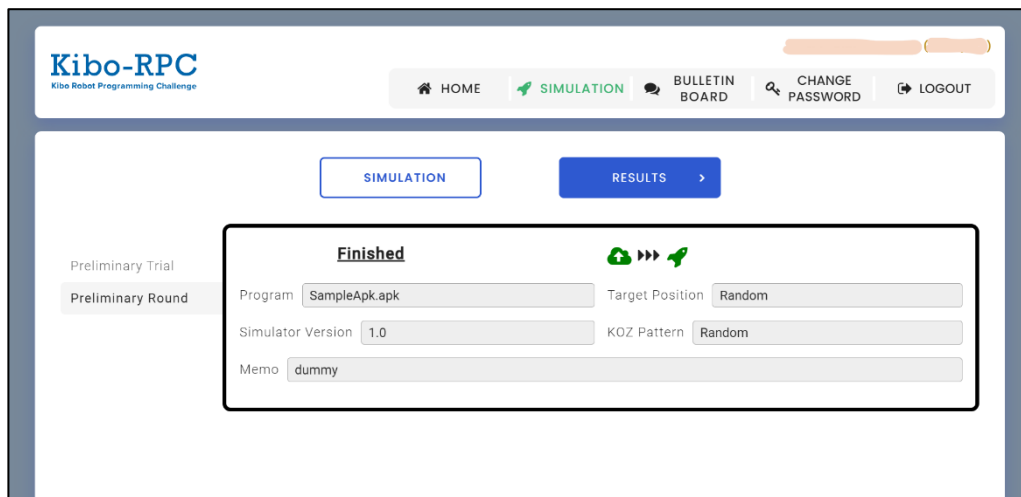 Kibo-RPC
Kibo Robot Programming Challenge
HOME
SIMULATION
BULLETIN
BOARD
CHANGE
PASSWORD
LOGOUT
SIMULATION
RESULTS
Preliminary Trial
Preliminary Round
Finished
Program SampleApk.apk Target Position Random
Simulator Version 1.0 KOZ Pattern Random
Memo dummy